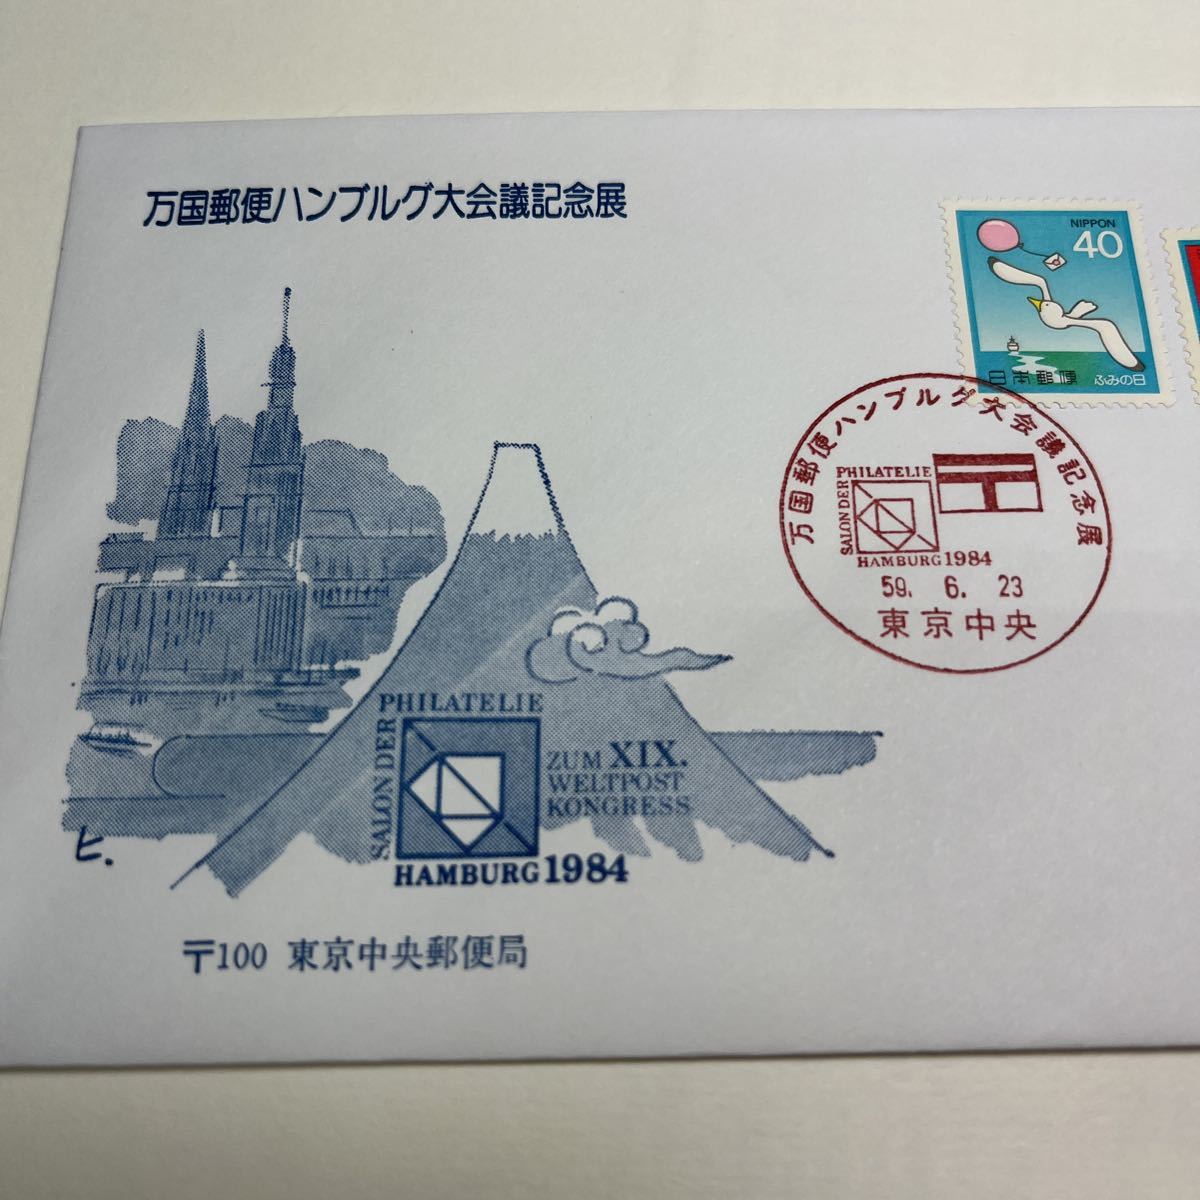 万国郵便ハンブルグ大会議記念展
NIPPON
40
日本郵便 ふみの日
万国郵便ハンブルグ大会議記念展
PHILATELIE
SALON DER
HAMBURG 1984
59. 6. 23
東京中央
PHILATELIE
SALON DER
ZUM XIX.
WELTPOST
KONGRESS
HAMBURG 1984
ヒ.
〒100 東京中央郵便局